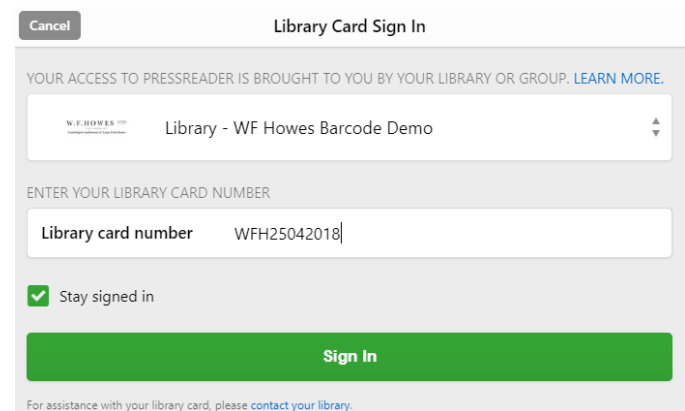 Cancel
Library Card Sign In
YOUR ACCESS TO PRESSREADER IS BROUGHT TO YOU BY YOUR LIBRARY OR GROUP. LEARN MORE.
W.F. HOWES LTD
Library - WF Howes Barcode Demo
ENTER YOUR LIBRARY CARD NUMBER
Library card number WFH25042018
Stay signed in
Sign In
For assistance with your library card, please contact your library.